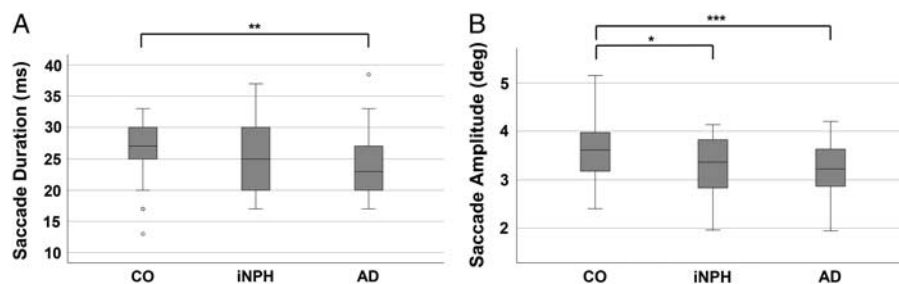 A
**
Saccade Duration (ms)
40
35
30
25
20
15
10
CO iNPH AD
B
***
*
Saccade Amplitude (deg)
5
4
3
2
CO iNPH AD